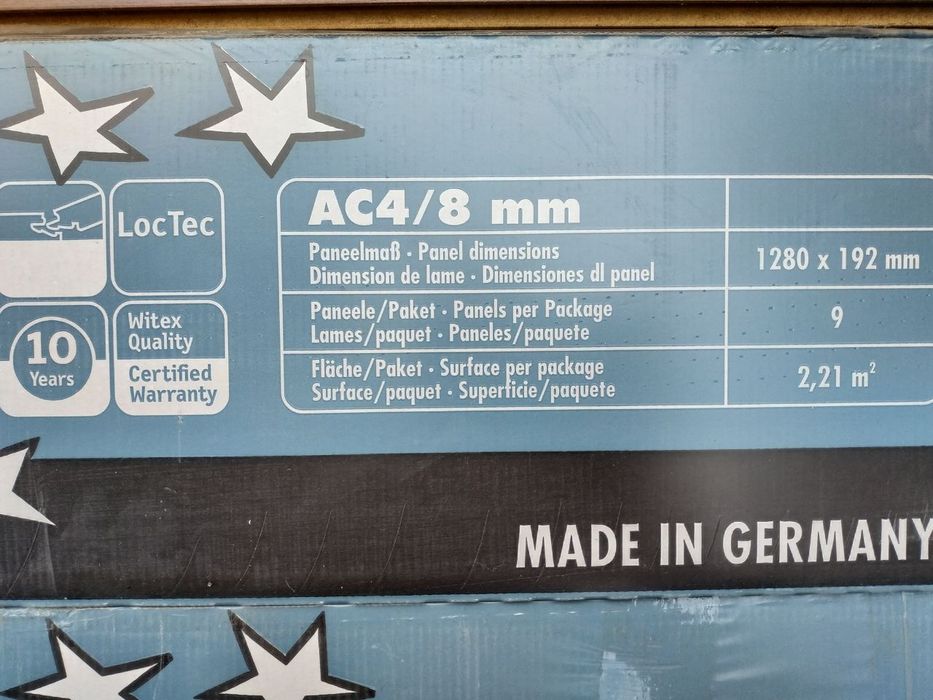 LocTec
10
Years
Witex
Quality
Certified
Warranty
AC4/8 mm
Paneelmaß · Panel dimensions
Dimension de lame · Dimensiones dl panel
1280 x 192 mm
Paneele/Paket · Panels per Package
Lames/paquet · Paneles/paquete
9
Fläche/Paket · Surface per package
Surface/paquet · Superficie/paquete
2,21 m²
MADE IN GERMANY